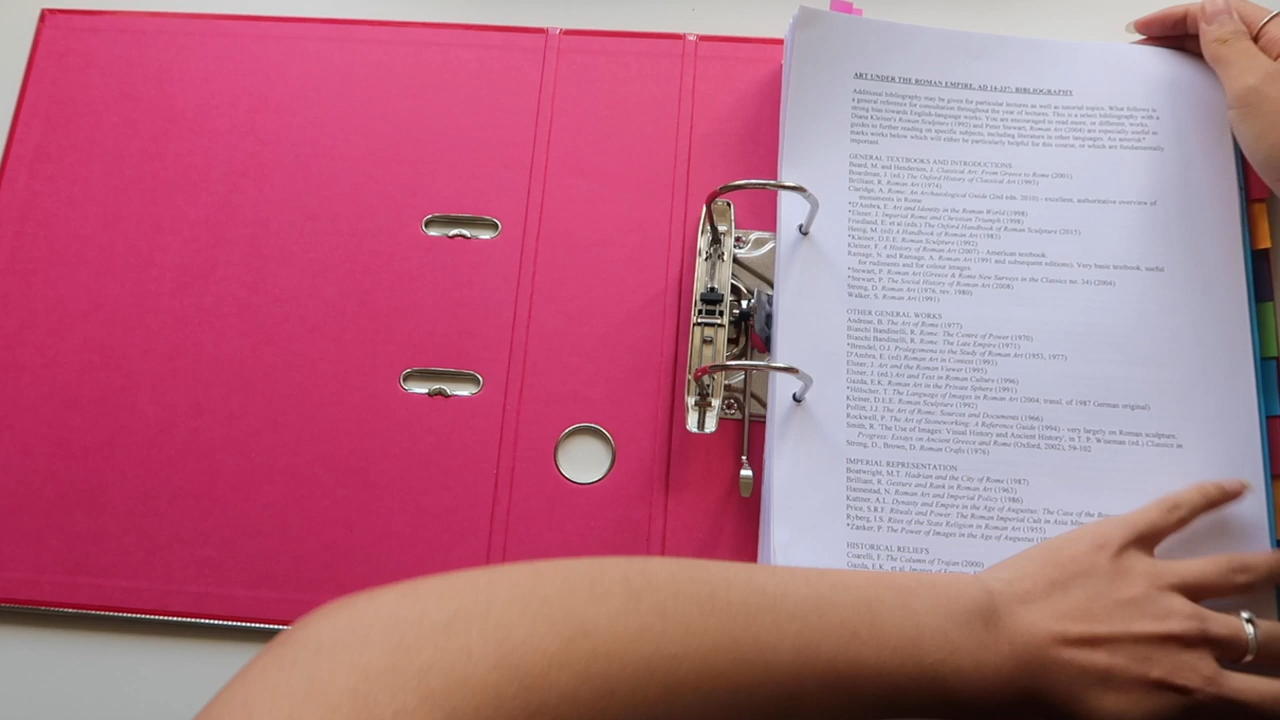 ART UNDER THE ROMAN EMPIRE, AD 14-337: BIBLIOGRAPHY
Additional bibliography may be given for particular lectures as well as tutorial topics. What follows is
a general reference for consultation throughout the year of lectures. This is a select bibliography with a
strong bias towards English-language works. You are encouraged to read more, or different, works.
Diana Kleiner's Roman Sculpture (1992) and Peter Stewart, Roman Art (2004) are especially useful as
guides to further reading on specific subjects, including literature in other languages. An asterisk*
marks works below which will either be particularly helpful for this course, or which are fundamentally
important.
GENERAL TEXTBOOKS AND INTRODUCTIONS
Beard, M. and Henderson, J. Classical Art: From Greece to Rome (2001)
Boardman, J. (ed.) The Oxford History of Classical Art (1993)
Brilliant, R. Roman Art (1974)
Claridge, A. Rome: An Archaeological Guide (2nd edn. 2010) - excellent, authoritative overview of
monuments in Rome
*D'Ambra, E. Art and Identity in the Roman World (1998)
*Elsner, J. Imperial Rome and Christian Triumph (1998)
Friedland, E. et al (eds.) The Oxford Handbook of Roman Sculpture (2015)
Henig, M. (ed) A Handbook of Roman Art (1983)
*Kleiner, D.E.E. Roman Sculpture (1992)
Kleiner, F. A History of Roman Art (2007) - American textbook.
Ramage, N. and Ramage, A. Roman Art (1991 and subsequent editions). Very basic textbook, useful
for rudiments and for colour images.
*Stewart, P. Roman Art (Greece & Rome New Surveys in the Classics no. 34) (2004)
*Stewart, P. The Social History of Roman Art (2008)
Strong, D. Roman Art (1976, rev. 1980)
Walker, S. Roman Art (1991)
OTHER GENERAL WORKS
Andreae, B. The Art of Rome (1977)
Bianchi Bandinelli, R. Rome: The Centre of Power (1970)
Bianchi Bandinelli, R. Rome: The Late Empire (1971)
*Brendel, O.J. Prolegomena to the Study of Roman Art (1953, 1977)
D'Ambra, E. (ed) Roman Art in Context (1993)
Elsner, J. Art and the Roman Viewer (1995)
Elsner, J. (ed.) Art and Text in Roman Culture (1996)
Gazda, E.K. Roman Art in the Private Sphere (1991)
*Hölscher, T. The Language of Images in Roman Art (2004; transl. of 1987 German original)
Kleiner, D.E.E. Roman Sculpture (1992)
Pollitt, J.J. The Art of Rome: Sources and Documents (1966)
Rockwell, P. The Art of Stoneworking: A Reference Guide (1994) - very largely on Roman sculpture.
Smith, R. 'The Use of Images: Visual History and Ancient History', in T. P. Wiseman (ed.) Classics in
Progress: Essays on Ancient Greece and Rome (Oxford, 2002), 59-102
Strong, D., Brown, D. Roman Crafts (1976)
IMPERIAL REPRESENTATION
Boatwright, M.T. Hadrian and the City of Rome (1987)
Brilliant, R. Gesture and Rank in Roman Art (1963)
Hannestad, N. Roman Art and Imperial Policy (1986)
Kuttner, A.L. Dynasty and Empire in the Age of Augustus: The Case of the
Price, S.R.F. Rituals and Power: The Roman Imperial Cult in Asia
Ryberg, I.S. Rites of the State Religion in Roman Art (1955)
*Zanker, P. The Power of Images in the Age of Augustus
HISTORICAL RELIEFS
Coarelli, F. The Column of Trajan (2000)
Gazda, E.K., et al.